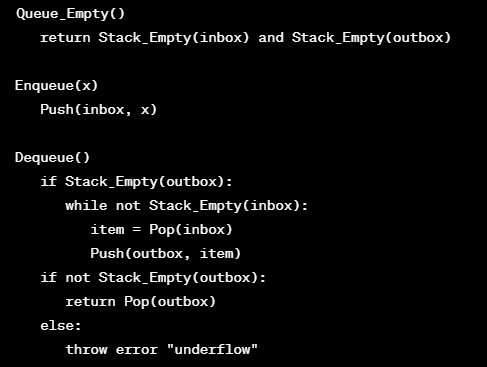 Queue_Empty()
return Stack_Empty(inbox) and Stack_Empty(outbox)
Enqueue(x)
Push(inbox, x)
Dequeue()
if Stack_Empty(outbox):
while not Stack_Empty(inbox):
item = Pop(inbox)
Push(outbox, item)
if not Stack_Empty(outbox):
return Pop(outbox)
else:
throw error "underflow"